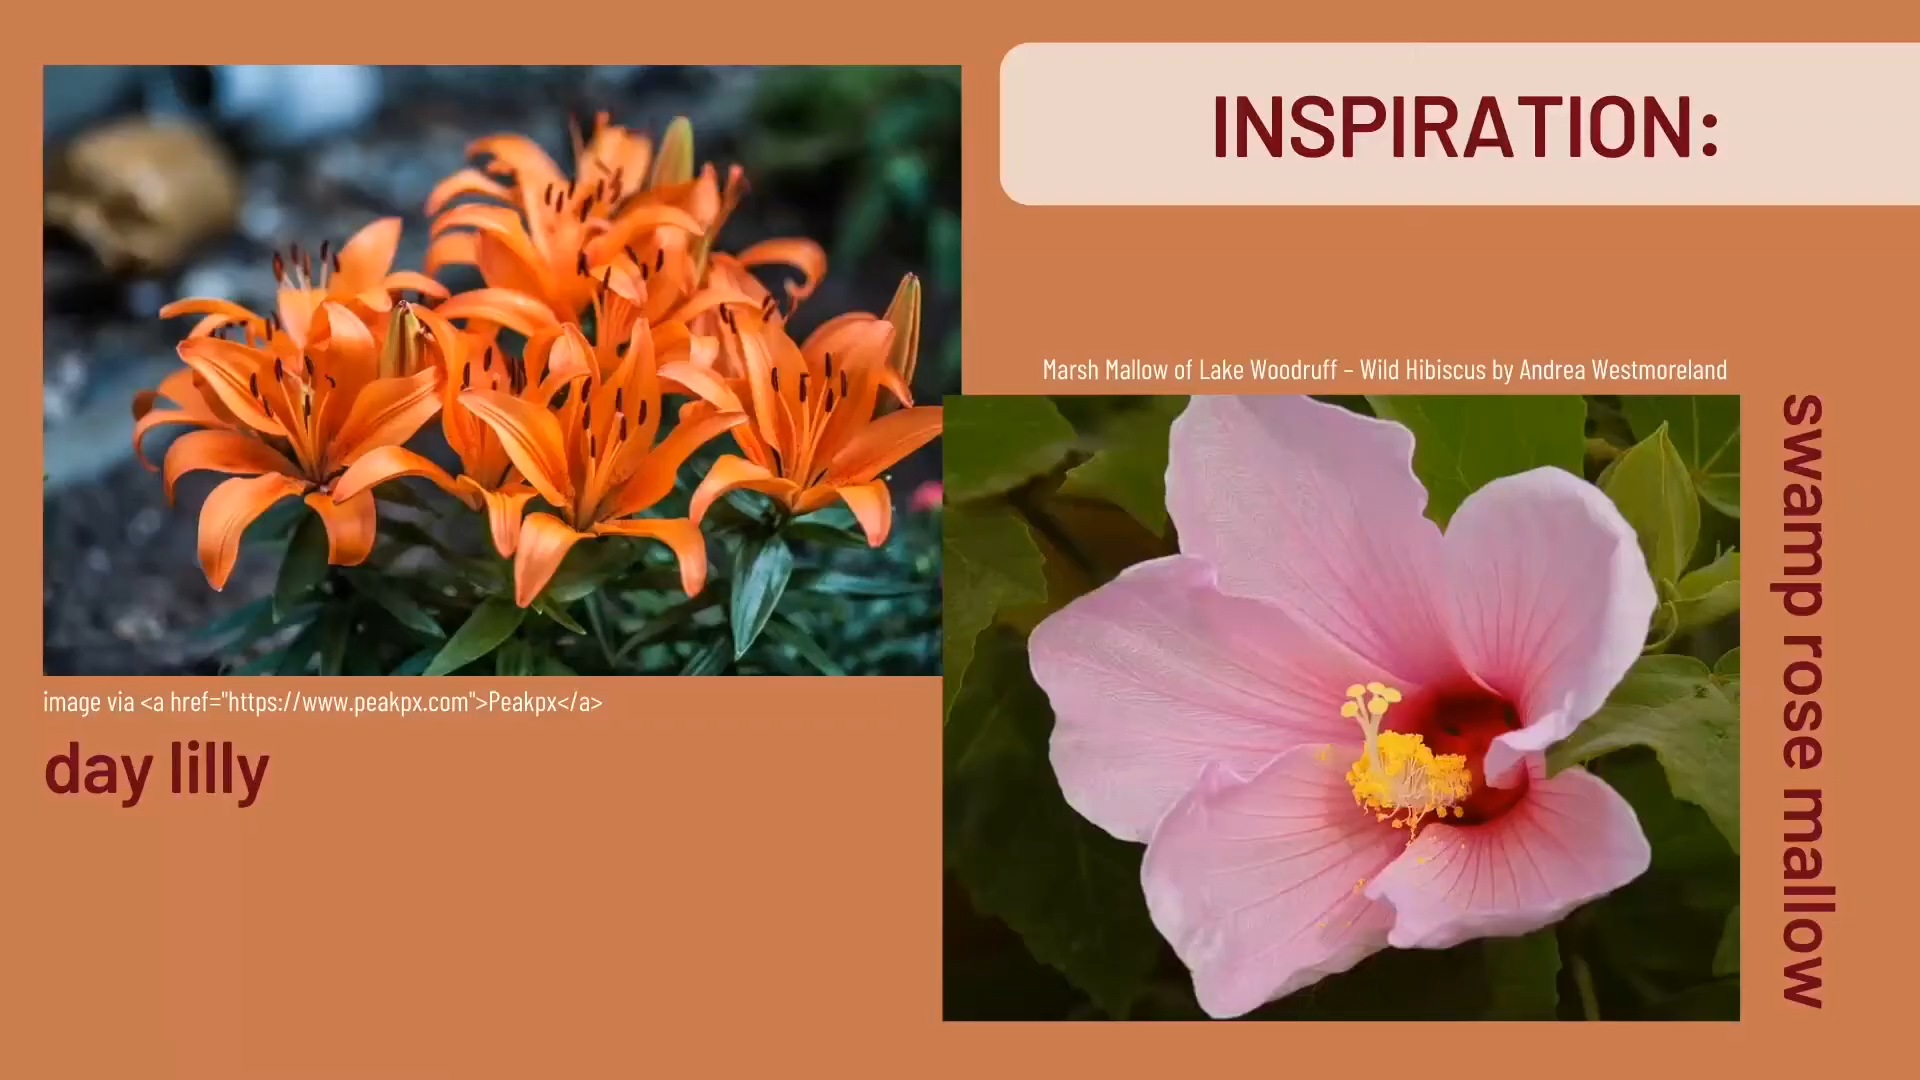 INSPIRATION:
Marsh Mallow of Lake Woodruff – Wild Hibiscus by Andrea Westmoreland
swamp rose mallow
image via <a href="https://www.peakpx.com">Peakpx</a>
day lilly